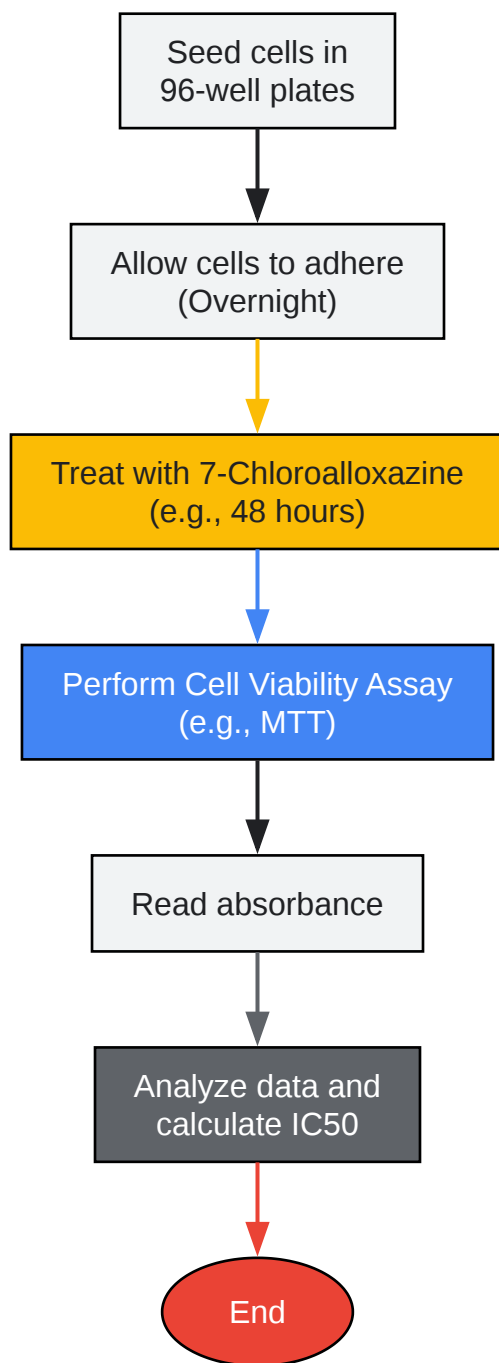 Seed cells in
96-well plates
Allow cells to adhere
(Overnight)
Treat with 7-Chloroalloxazine
(e.g., 48 hours)
Perform Cell Viability Assay
(e.g., MTT)
Read absorbance
Analyze data and
calculate IC50
End